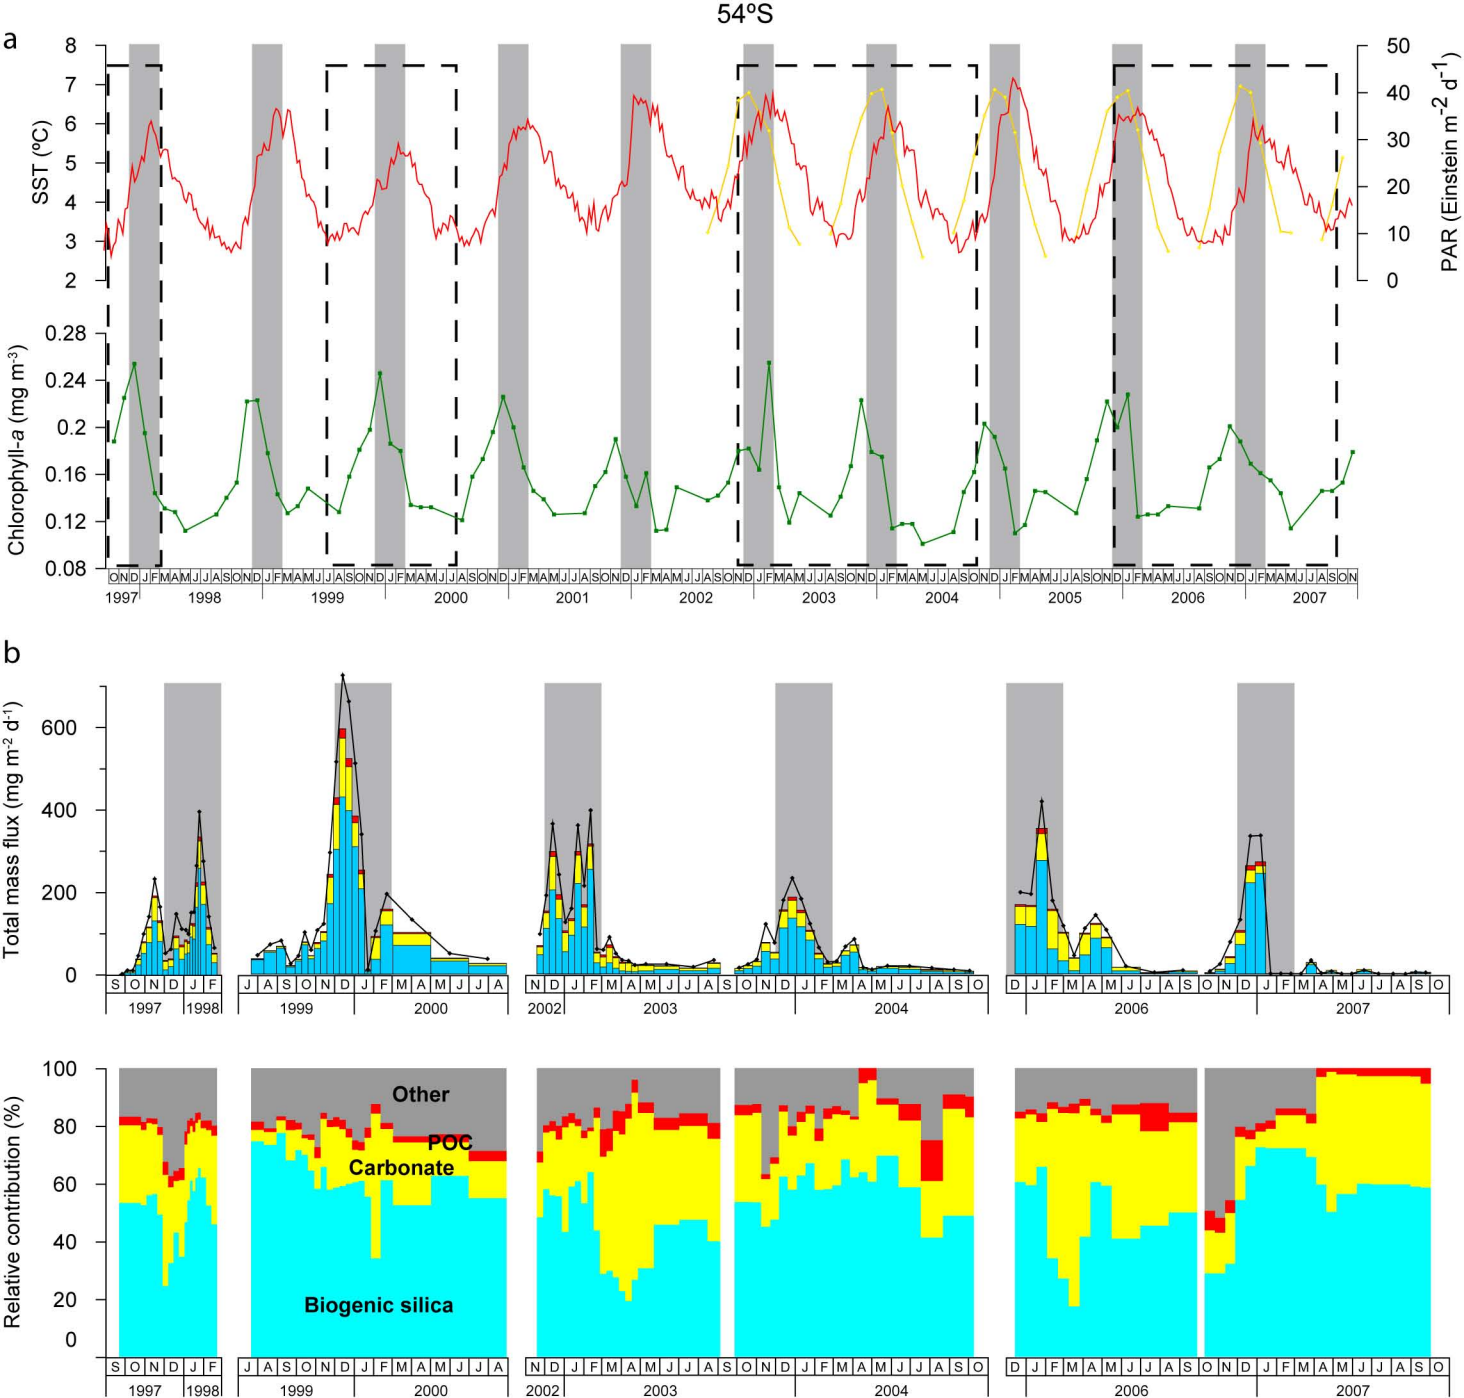 54ºS
a
8
7
6
5
4
3
2
SST (ºC)
50
40
30
20
10
0
PAR (Einstein m-2 d-1)
0.28
0.24
0.2
0.16
0.12
0.08
Chlorophyll-a (mg m-3)
O N D J F M A M J J A S O N D J F M A M J J A S O N D J F M A M J J A S O N D J F M A M J J A S O N D J F M A M J J A S O N D J F M A M J J A S O N D J F M A M J J A S O N D J F M A M J J A S O N D J F M A M J J A S O N D J F M A M J J A S O N
1997 1998 1999 2000 2001 2002 2003 2004 2005 2006 2007
b
600
400
200
0
Total mass flux (mg m-2 d-1)
S O N D J F J A S O N D J F M A M J J A N D J F M A M J J A S O N D J F M A M J J A S O D J F M A M J J A S O N D J F M A M J J A S O
1997 1998 1999 2000 2002 2003 2004 2006 2007
100
80
60
40
20
0
Relative contribution (%)
Other
POC
Carbonate
Biogenic silica
S O N D J F J A S O N D J F M A M J J A N D J F M A M J J A S O N D J F M A M J J A S O D J F M A M J J A S O N D J F M A M J J A S O
1997 1998 1999 2000 2002 2003 2004 2006 2007